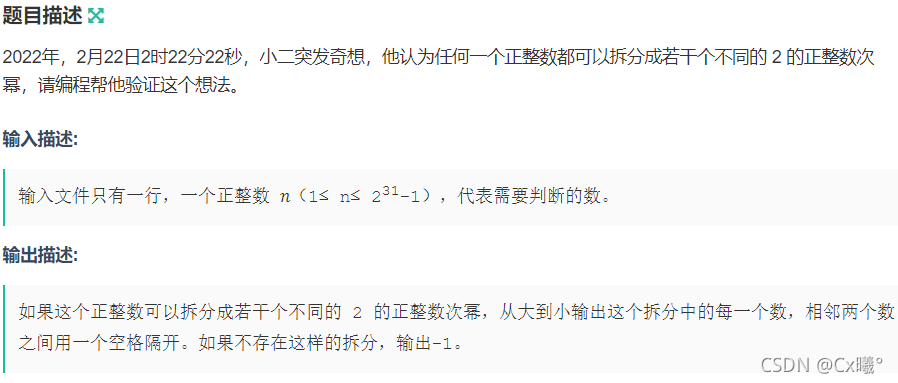 题目描述
2022年，2月22日2时22分22秒，小二突发奇想，他认为任何一个正整数都可以拆分成若干个不同的 2 的正整数次
幂，请编程帮他验证这个想法。
输入描述:
输入文件只有一行，一个正整数 n（1≤ n≤ 2³¹-1），代表需要判断的数。
输出描述:
如果这个正整数可以拆分成若干个不同的 2 的正整数次幂，从大到小输出这个拆分中的每一个数，相邻两个数
之间用一个空格隔开。如果不存在这样的拆分，输出-1。
CSDN @Cx曦°